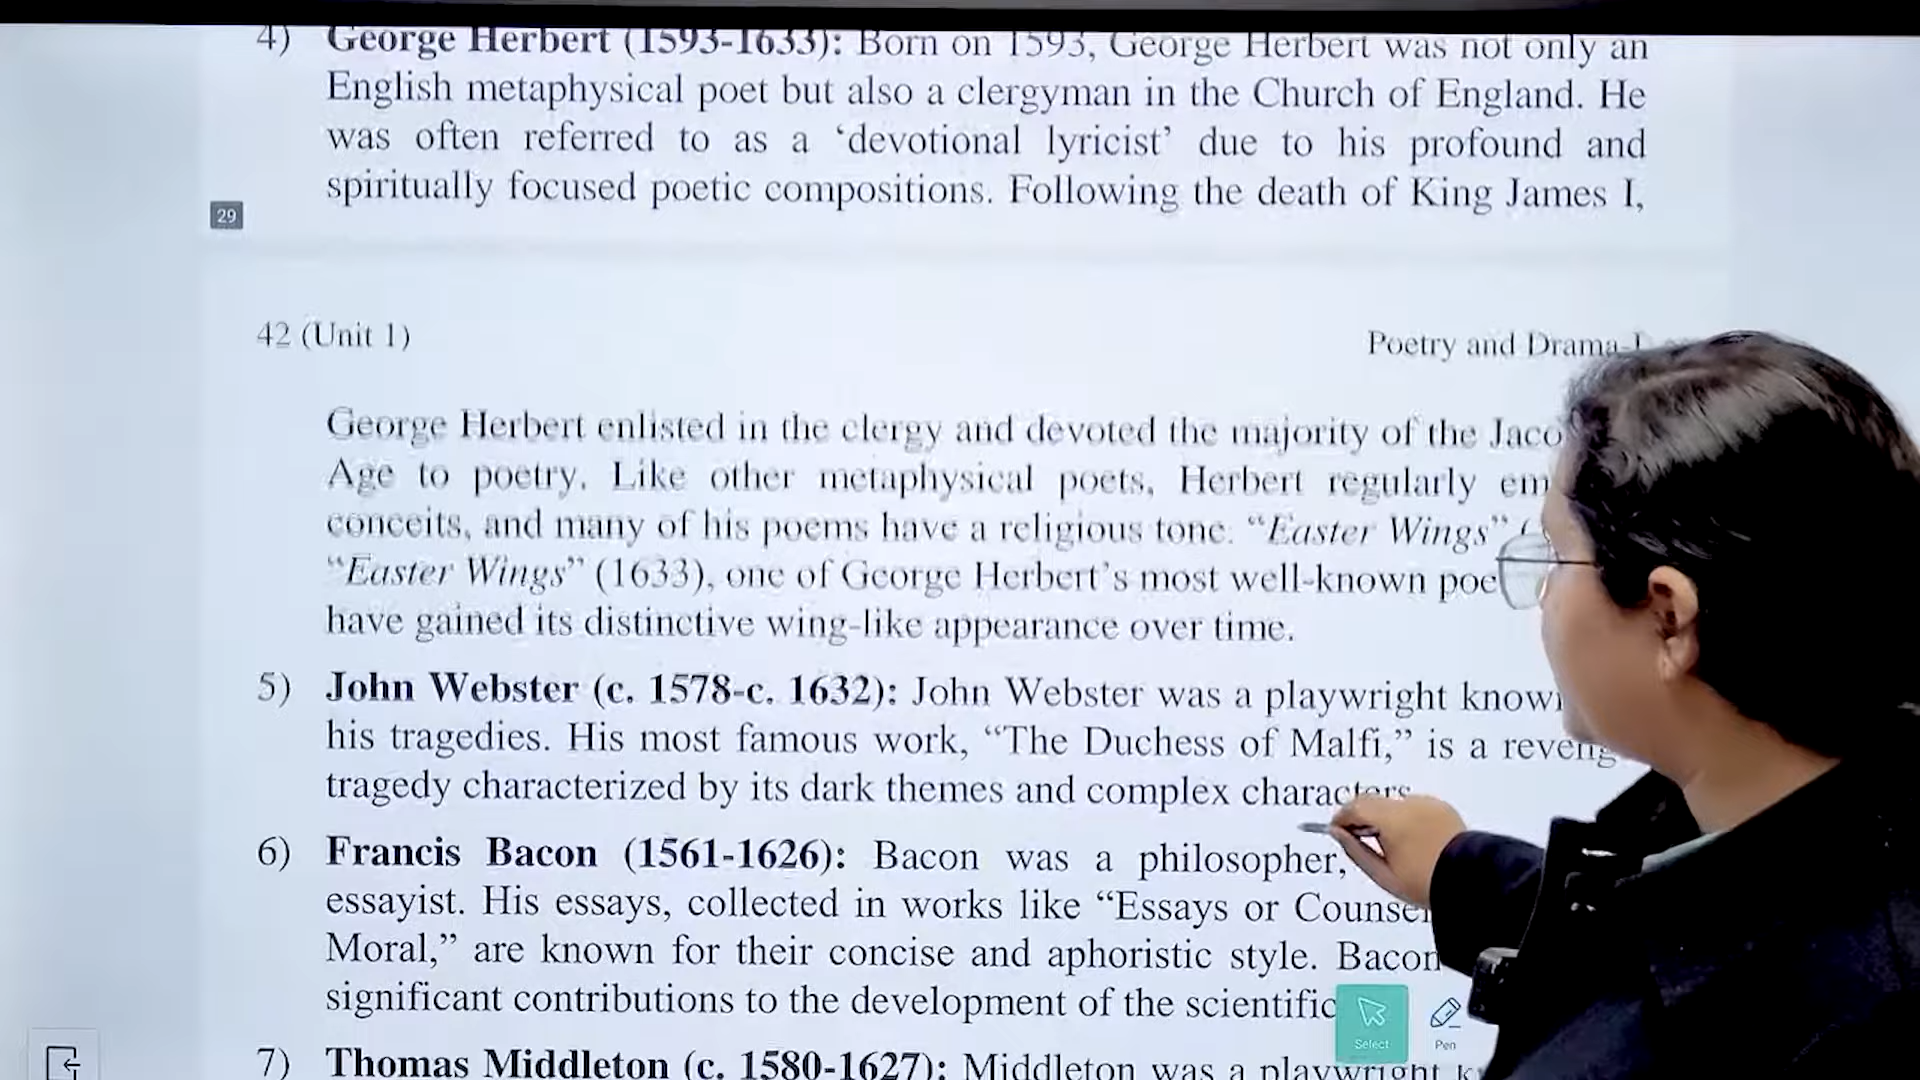 4) George Herbert (1593-1633): Born on 1593, George Herbert was not only an
English metaphysical poet but also a clergyman in the Church of England. He
was often referred to as a ‘devotional lyricist’ due to his profound and
spiritually focused poetic compositions. Following the death of King James I,
29
42 (Unit 1)
Poetry and Drama-I
George Herbert enlisted in the clergy and devoted the majority of the
Age to poetry. Like other metaphysical poets, Herbert regularly
conceits, and many of his poems have a religious tone: “Easter Wings”
“Easter Wings” (1633), one of George Herbert’s most well-known
have gained its distinctive wing-like appearance over time.
5) John Webster (c. 1578-c. 1632): John Webster was a playwright
his tragedies. His most famous work, “The Duchess of Malfi,” is a
tragedy characterized by its dark themes and complex characters
6) Francis Bacon (1561-1626): Bacon was a philosopher,
essayist. His essays, collected in works like “Essays or
Moral,” are known for their concise and aphoristic style. Bacon
significant contributions to the development of the scientific
Select
Pen
7) Thomas Middleton (c. 1580-1627): Middleton was a playwright